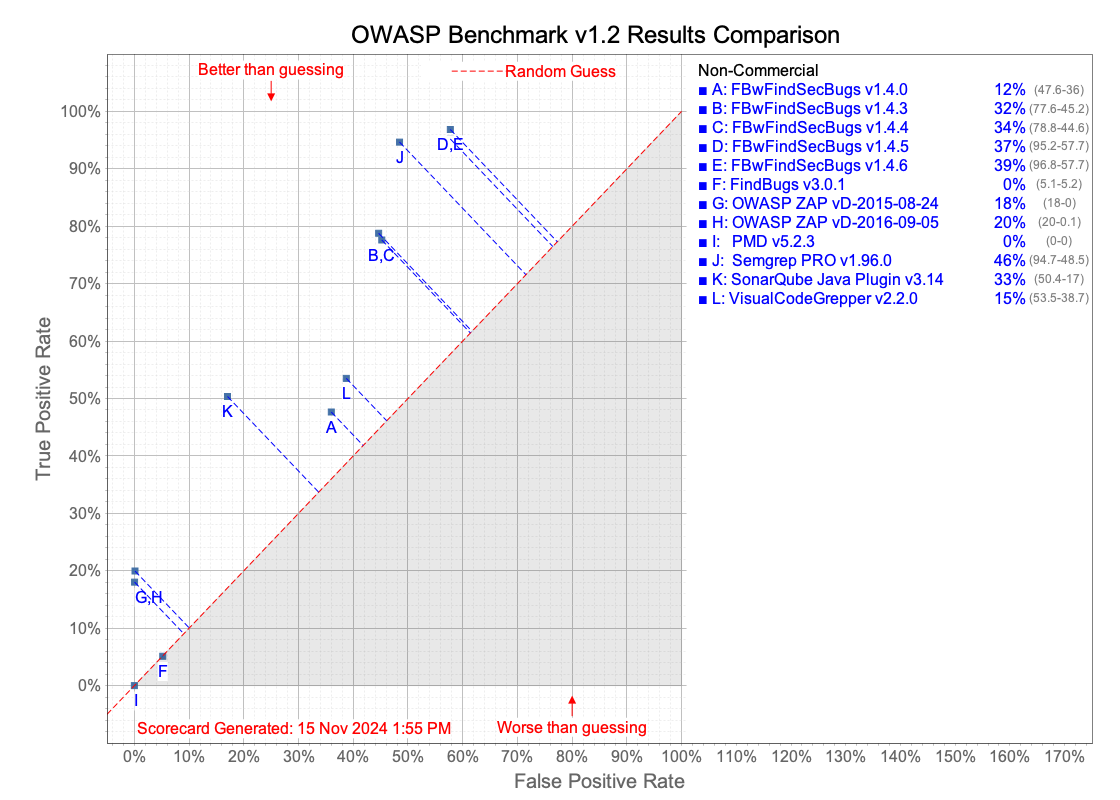 OWASP Benchmark v1.2 Results Comparison
Better than guessing
Random Guess
Non-Commercial
A: FBwFindSecBugs v1.4.0 12% (47.6-36)
B: FBwFindSecBugs v1.4.3 32% (77.6-45.2)
C: FBwFindSecBugs v1.4.4 34% (78.8-44.6)
D: FBwFindSecBugs v1.4.5 37% (95.2-57.7)
E: FBwFindSecBugs v1.4.6 39% (96.8-57.7)
F: FindBugs v3.0.1 0% (5.1-5.2)
G: OWASP ZAP vD-2015-08-24 18% (18-0)
H: OWASP ZAP vD-2016-09-05 20% (20-0.1)
I: PMD v5.2.3 0% (0-0)
J: Semgrep PRO v1.96.0 46% (94.7-48.5)
K: SonarQube Java Plugin v3.14 33% (50.4-17)
L: VisualCodeGrepper v2.2.0 15% (53.5-38.7)
True Positive Rate
100%
90%
80%
70%
60%
50%
40%
30%
20%
10%
0%
D,E
J
B,C
L
K
A
G,H
F
I
Scorecard Generated: 15 Nov 2024 1:55 PM
Worse than guessing
0% 10% 20% 30% 40% 50% 60% 70% 80% 90% 100% 110% 120% 130% 140% 150% 160% 170%
False Positive Rate